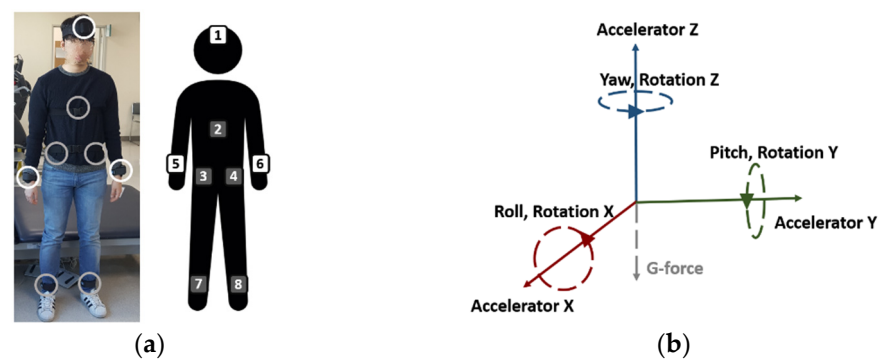 1
2
5
6
3
4
7
8
(a)
Accelerator Z
Yaw, Rotation Z
Pitch, Rotation Y
Roll, Rotation X
Accelerator Y
G-force
Accelerator X
(b)